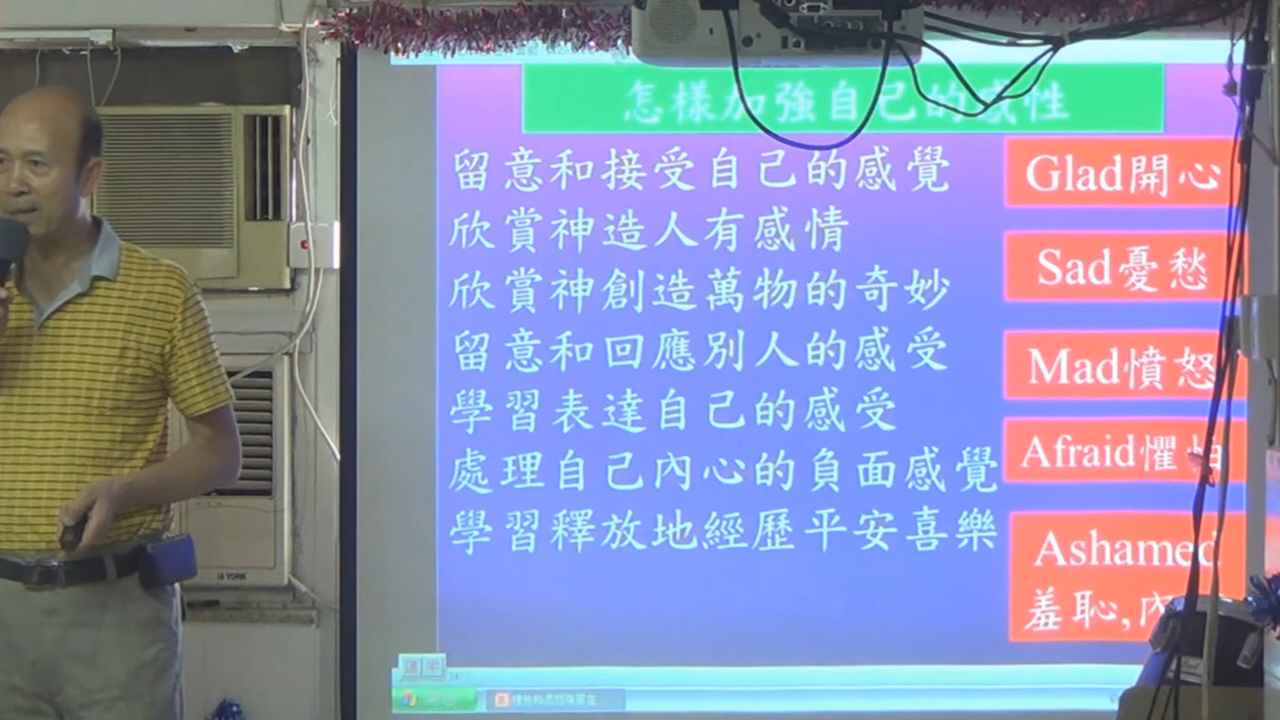 怎樣加強自己的感性
留意和接受自己的感覺
欣賞神造人有感情
欣賞神創造萬物的奇妙
留意和回應別人的感受
學習表達自己的感受
處理自己內心的負面感覺
學習釋放地經歷平安喜樂
Glad開心
Sad憂愁
Mad憤怒
Afraid懼怕
Ashamed
羞恥,內
YORK